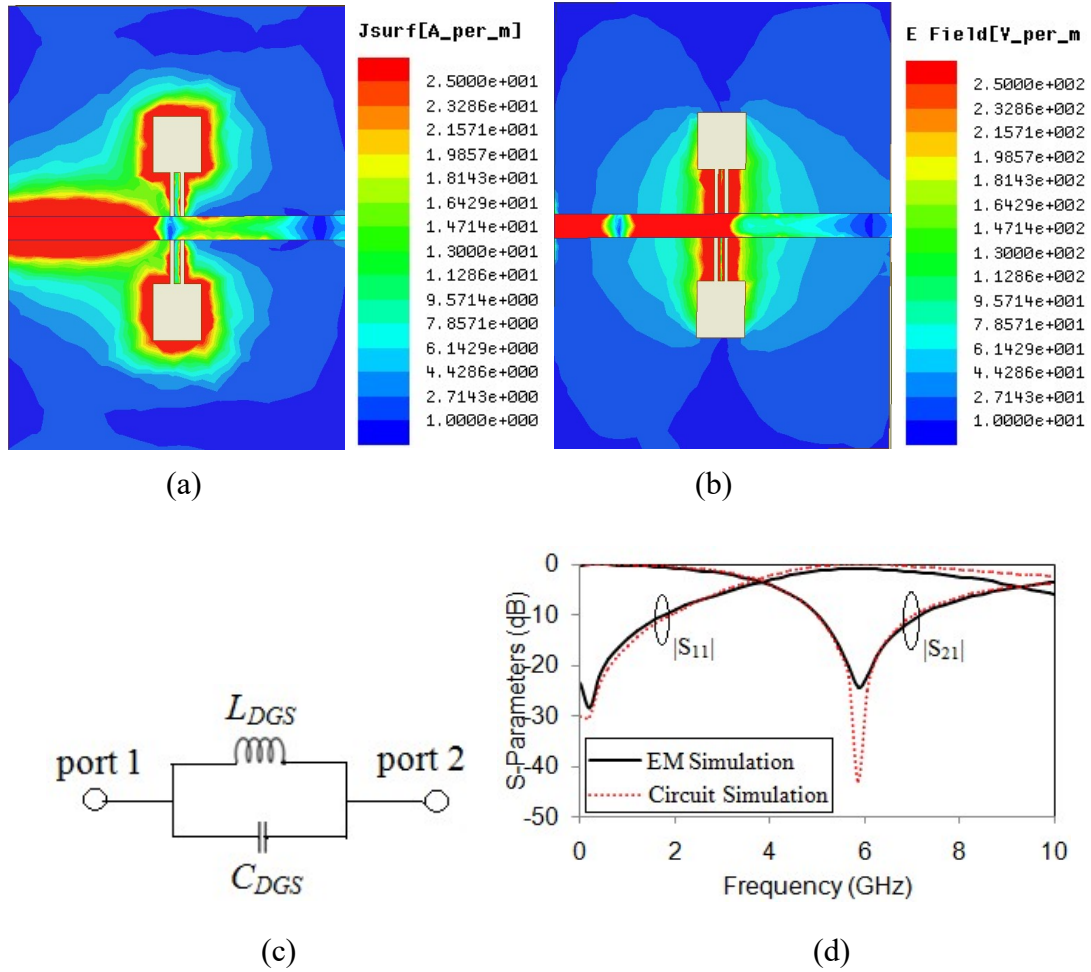 Jsurf[A_per_m]
2.5000e+001
2.3286e+001
2.1571e+001
1.9857e+001
1.8143e+001
1.6429e+001
1.4714e+001
1.3000e+001
1.1286e+001
9.5714e+000
7.8571e+000
6.1429e+000
4.4286e+000
2.7143e+000
1.0000e+000
(a)
E Field[V_per_m
2.5000e+002
2.3286e+002
2.1571e+002
1.9857e+002
1.8143e+002
1.6429e+002
1.4714e+002
1.3000e+002
1.1286e+002
9.5714e+001
7.8571e+001
6.1429e+001
4.4286e+001
2.7143e+001
1.0000e+001
(b)
L_DGS
port 1
port 2
C_DGS
(c)
S-Parameters (dB)
0
-10
-20
-30
-40
-50
|S11|
|S21|
EM Simulation
Circuit Simulation
0 2 4 6 8 10
Frequency (GHz)
(d)